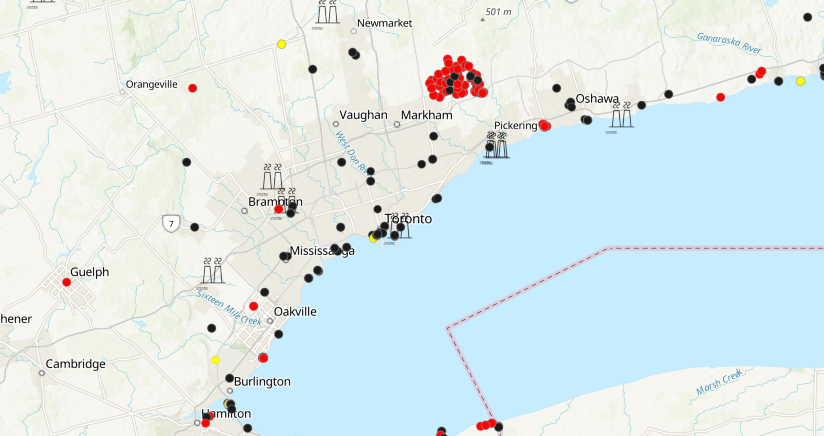 501 m
Newmarket
Ganaraska River
Orangeville
Oshawa
Vaughan
Markham
Pickering
West Don Riv
Brampton
7
Toronto
Mississauga
Guelph
Sixteen Mile Creek
Oakville
hener
Cambridge
Burlington
Marsh Creek
Hamilton